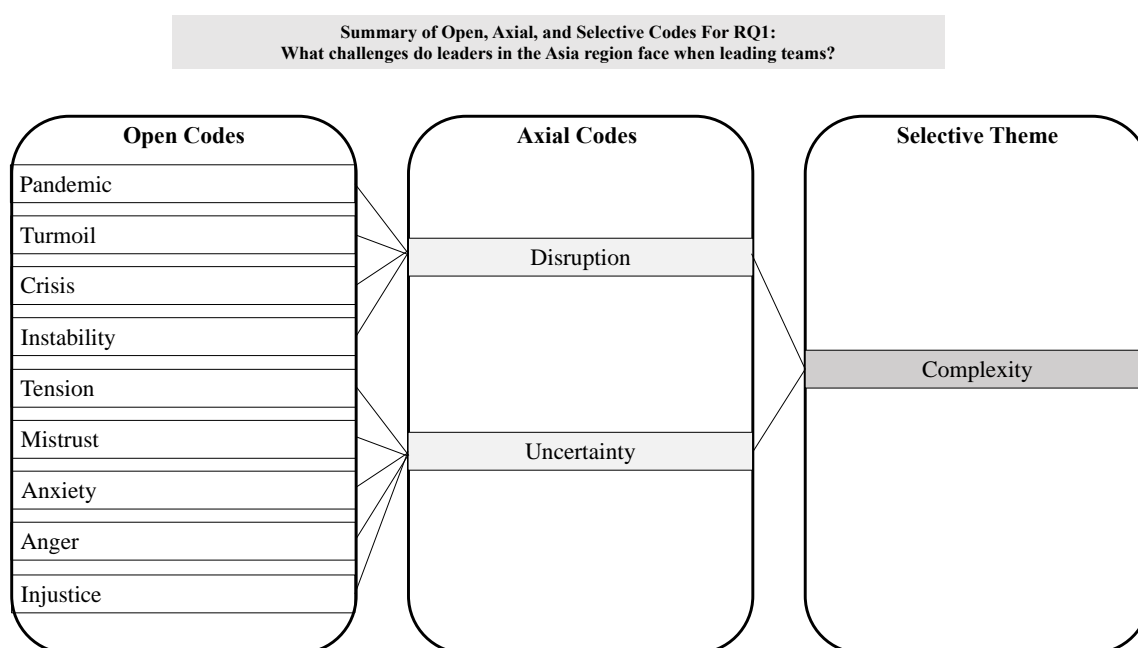 Summary of Open, Axial, and Selective Codes For RQ1:
What challenges do leaders in the Asia region face when leading teams?
Open Codes
Pandemic
Turmoil
Crisis
Instability
Tension
Mistrust
Anxiety
Anger
Injustice
Axial Codes
Disruption
Uncertainty
Selective Theme
Complexity